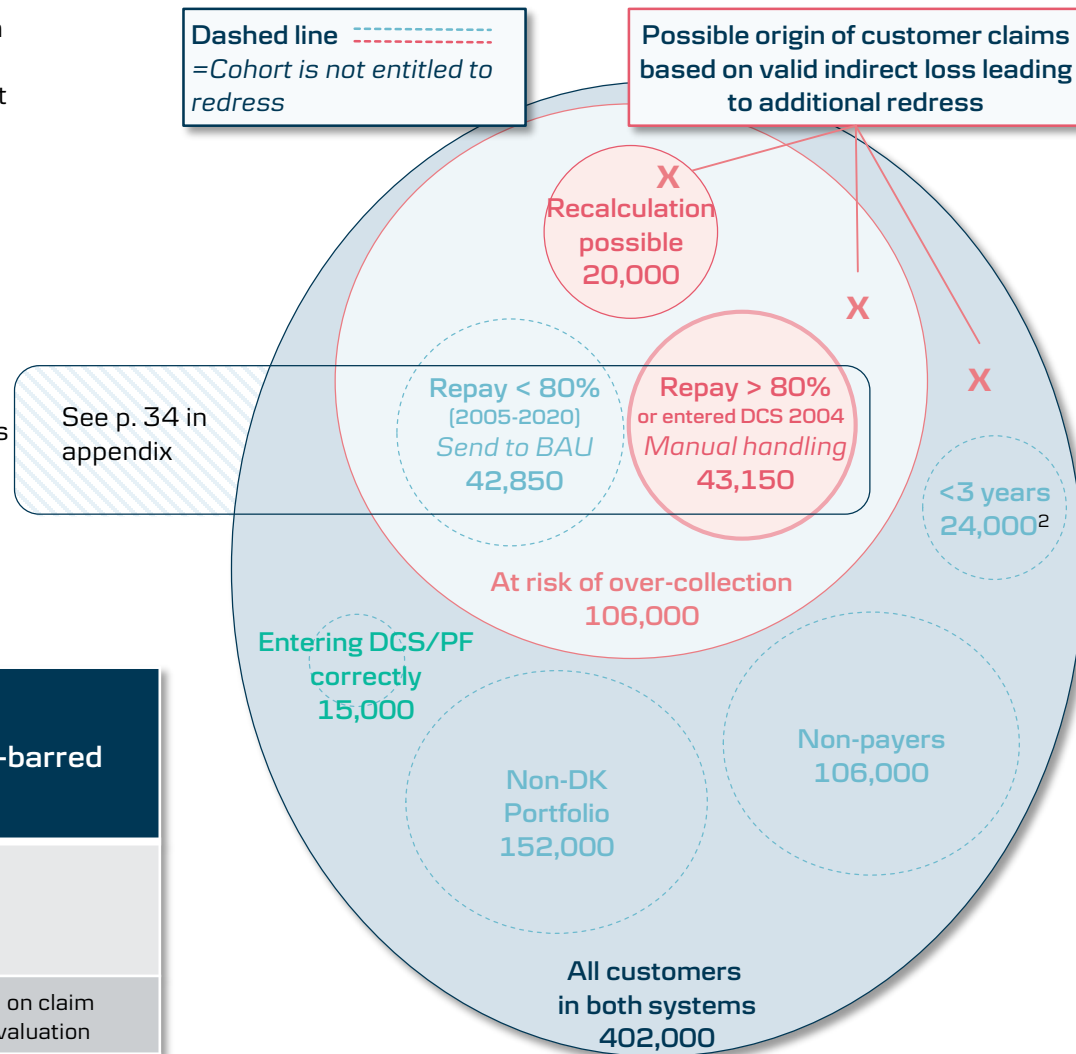 Dashed line
=Cohort is not entitled to
redress
Possible origin of customer claims
based on valid indirect loss leading
to additional redress
X
Recalculation
possible
20,000
X
X
See p. 34 in
appendix
Repay < 80%
(2005-2020)
Send to BAU
42,850
Repay > 80%
or entered DCS 2004
Manual handling
43,150
<3 years
24,000²
At risk of over-collection
106,000
Entering DCS/PF
correctly
15,000
Non-DK
Portfolio
152,000
Non-payers
106,000
All customers
in both systems
402,000
-barred
on claim
valuation